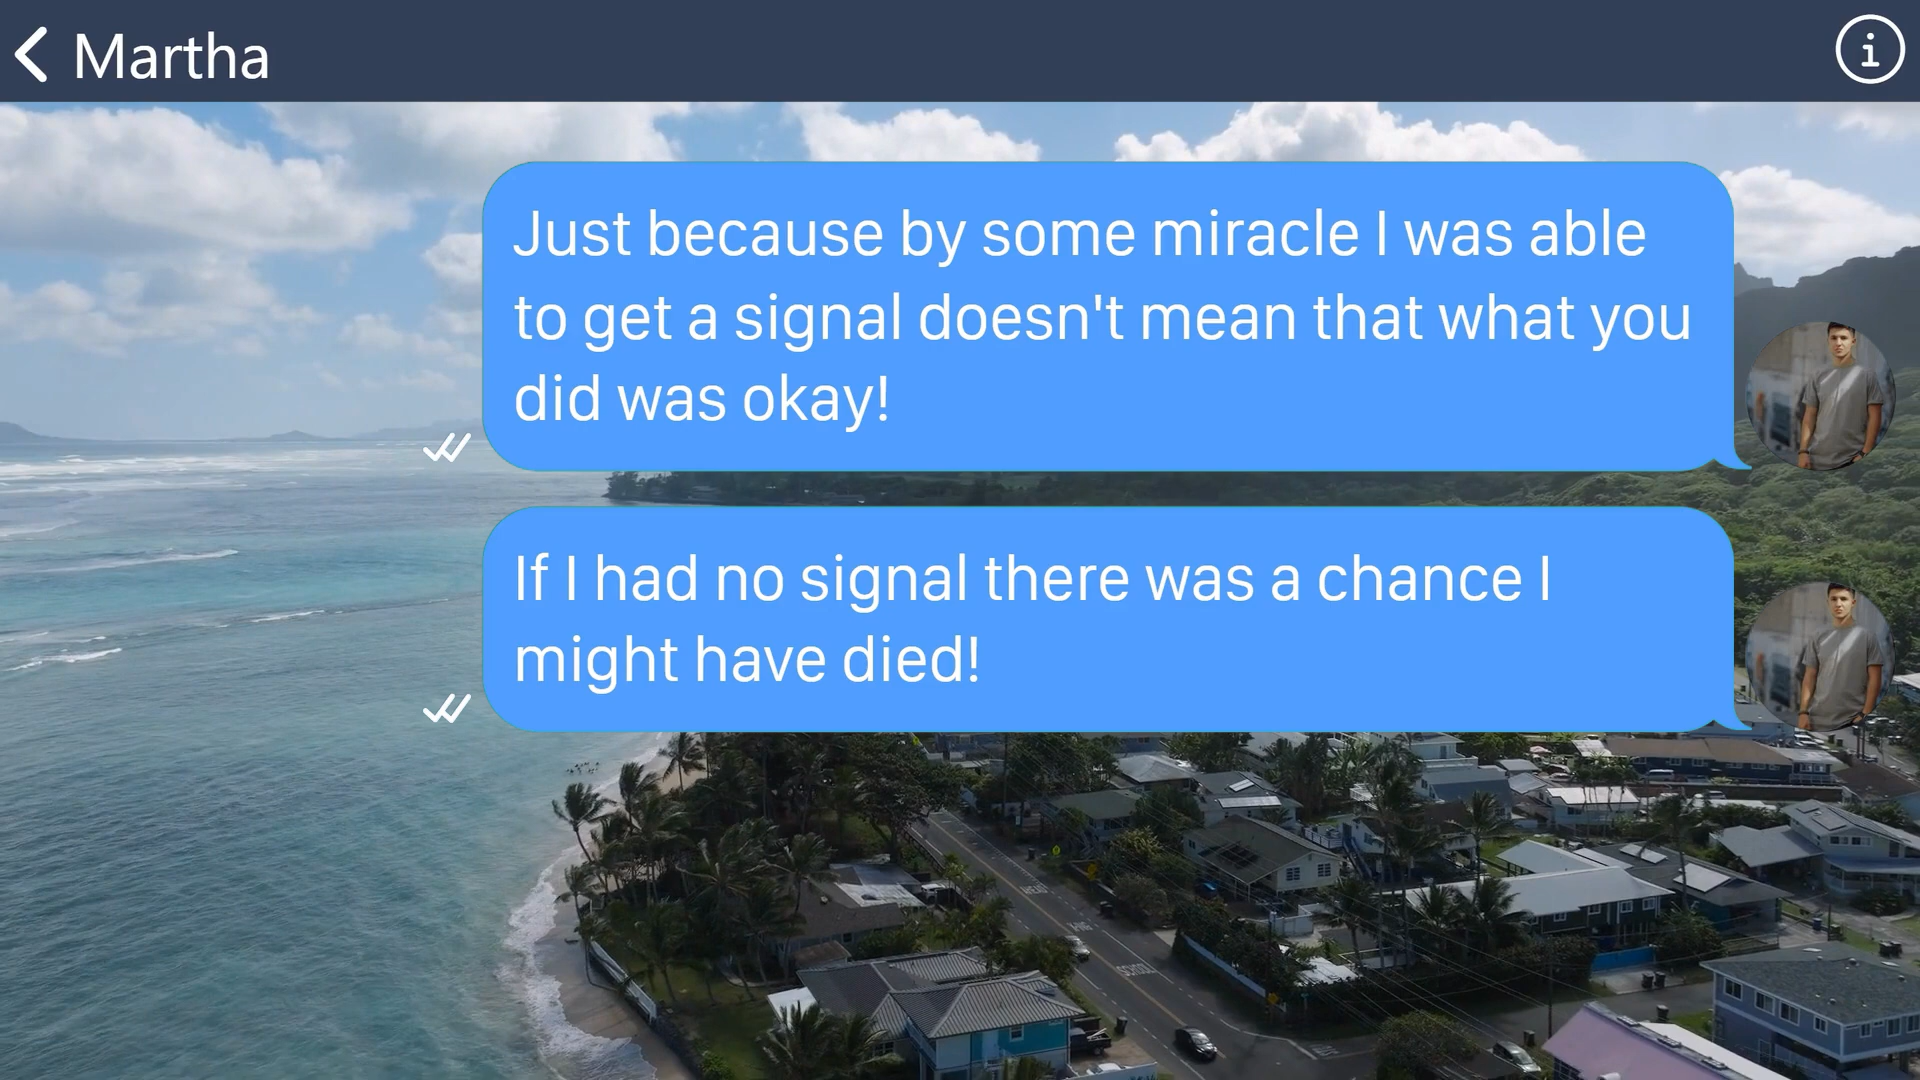 Martha
Just because by some miracle I was able
to get a signal doesn't mean that what you
did was okay!
If I had no signal there was a chance I
might have died!